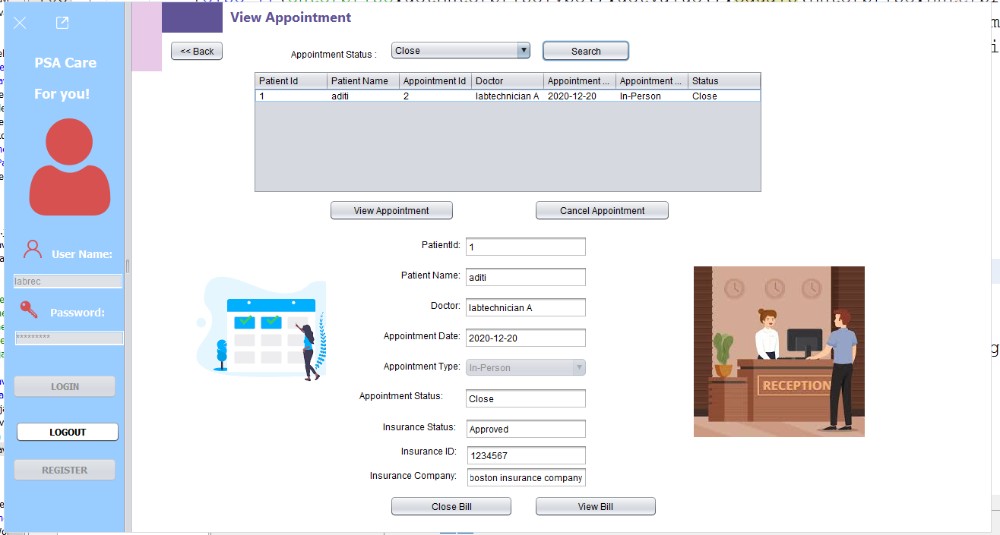 View Appointment
PSA Care
For you!
<< Back
Appointment Status :
Close
Search
Patient Id Patient Name Appointment Id Doctor Appointment ... Appointment ... Status
1 aditi 2 labtechnician A 2020-12-20 In-Person Close
View Appointment
Cancel Appointment
User Name:
labrec
Password:
*********
LOGIN
LOGOUT
REGISTER
PatientId: 1
Patient Name: aditi
Doctor: labtechnician A
Appointment Date: 2020-12-20
Appointment Type: In-Person
Appointment Status: Close
Insurance Status: Approved
Insurance ID: 1234567
Insurance Company: boston insurance company
RECEPTION
Close Bill
View Bill